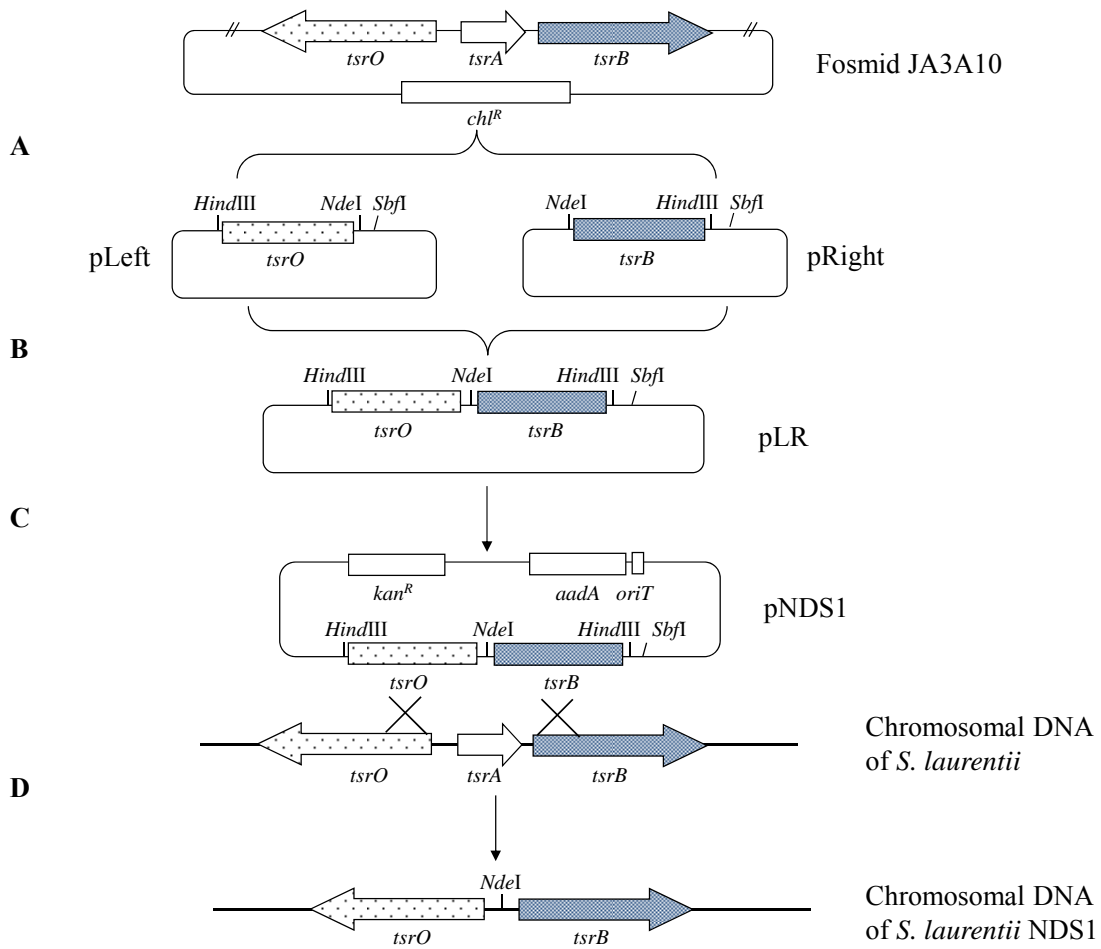 tsrO tsrA tsrB
Fosmid JA3A10
chlᴿ
A
HindIII NdeI SbfI
NdeI HindIII SbfI
pLeft
tsrO
tsrB
pRight
B
HindIII NdeI HindIII SbfI
tsrO tsrB
pLR
C
kanᴿ aadA oriT
pNDS1
HindIII NdeI HindIII SbfI
tsrO tsrB
Chromosomal DNA
of S. laurentii
tsrO tsrA tsrB
D
NdeI
Chromosomal DNA
of S. laurentii NDS1
tsrO tsrB